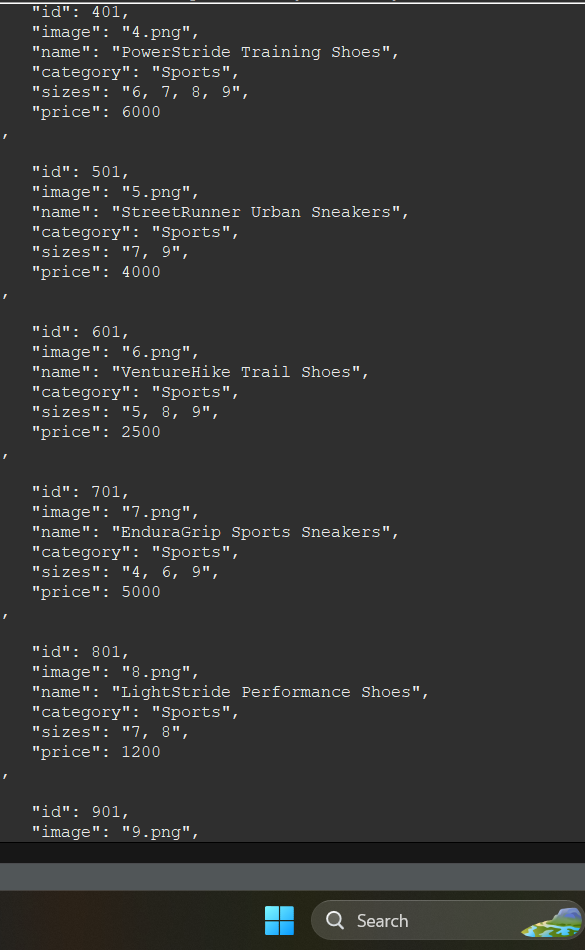 "id": 401,
"image": "4.png",
"name": "PowerStride Training Shoes",
"category": "Sports",
"sizes": "6, 7, 8, 9",
"price": 6000
,
"id": 501,
"image": "5.png",
"name": "StreetRunner Urban Sneakers",
"category": "Sports",
"sizes": "7, 9",
"price": 4000
,
"id": 601,
"image": "6.png",
"name": "VentureHike Trail Shoes",
"category": "Sports",
"sizes": "5, 8, 9",
"price": 2500
,
"id": 701,
"image": "7.png",
"name": "EnduraGrip Sports Sneakers",
"category": "Sports",
"sizes": "4, 6, 9",
"price": 5000
,
"id": 801,
"image": "8.png",
"name": "LightStride Performance Shoes",
"category": "Sports",
"sizes": "7, 8",
"price": 1200
,
"id": 901,
"image": "9.png",
Search